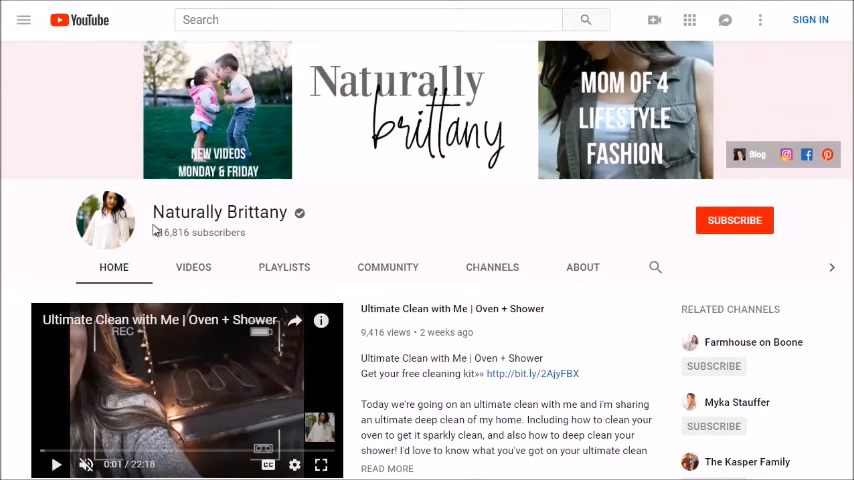 YouTube
Search
SIGN IN
NEW VIDEOS
MONDAY & FRIDAY
Naturally
brittany
MOM OF 4
LIFESTYLE
FASHION
Blog
Naturally Brittany
6,816 subscribers
SUBSCRIBE
HOME
VIDEOS
PLAYLISTS
COMMUNITY
CHANNELS
ABOUT
Ultimate Clean with Me | Oven + Shower
REC
CC
0:01 / 22:18
Ultimate Clean with Me | Oven + Shower
9,416 views • 2 weeks ago
Ultimate Clean with Me | Oven + Shower
Get your free cleaning kit»» http://bit.ly/2AjyFBX
Today we're going on an ultimate clean with me and i'm sharing
an ultimate deep clean of my home. Including how to clean your
oven to get it sparkly clean, and also how to deep clean your
shower! I'd love to know what you've got on your ultimate clean
READ MORE
RELATED CHANNELS
Farmhouse on Boone
SUBSCRIBE
Myka Stauffer
SUBSCRIBE
The Kasper Family